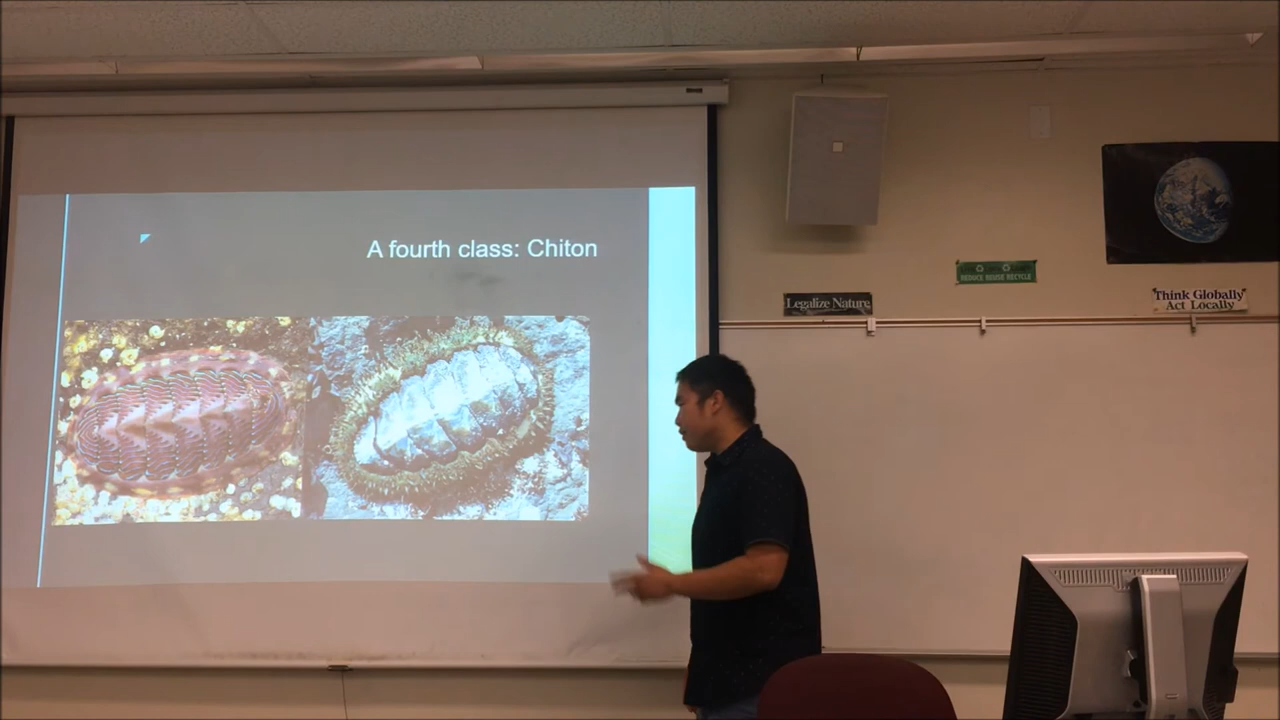 A fourth class: Chiton
Legalize Nature
REDUCE REUSE RECYCLE
Think Globally
Act Locally